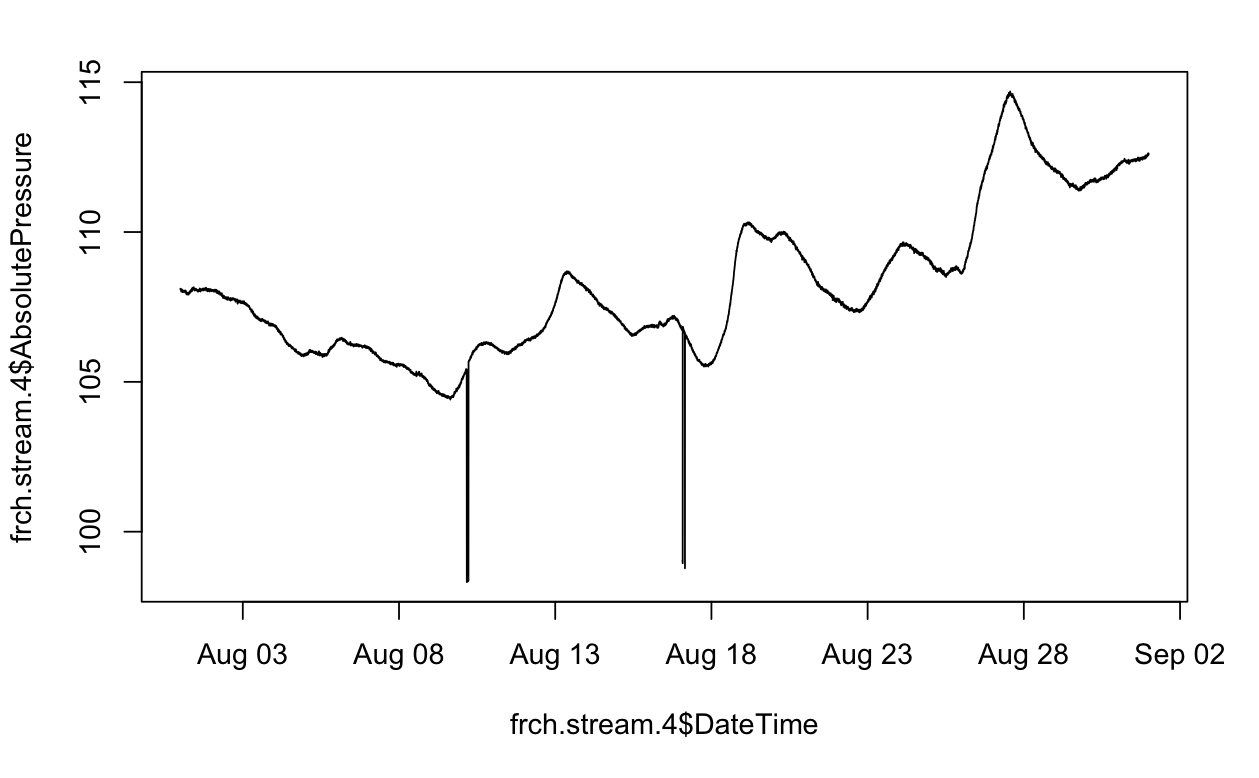 frch.stream.4$AbsolutePressure
115
110
105
100
Aug 03 Aug 08 Aug 13 Aug 18 Aug 23 Aug 28 Sep 02
frch.stream.4$DateTime